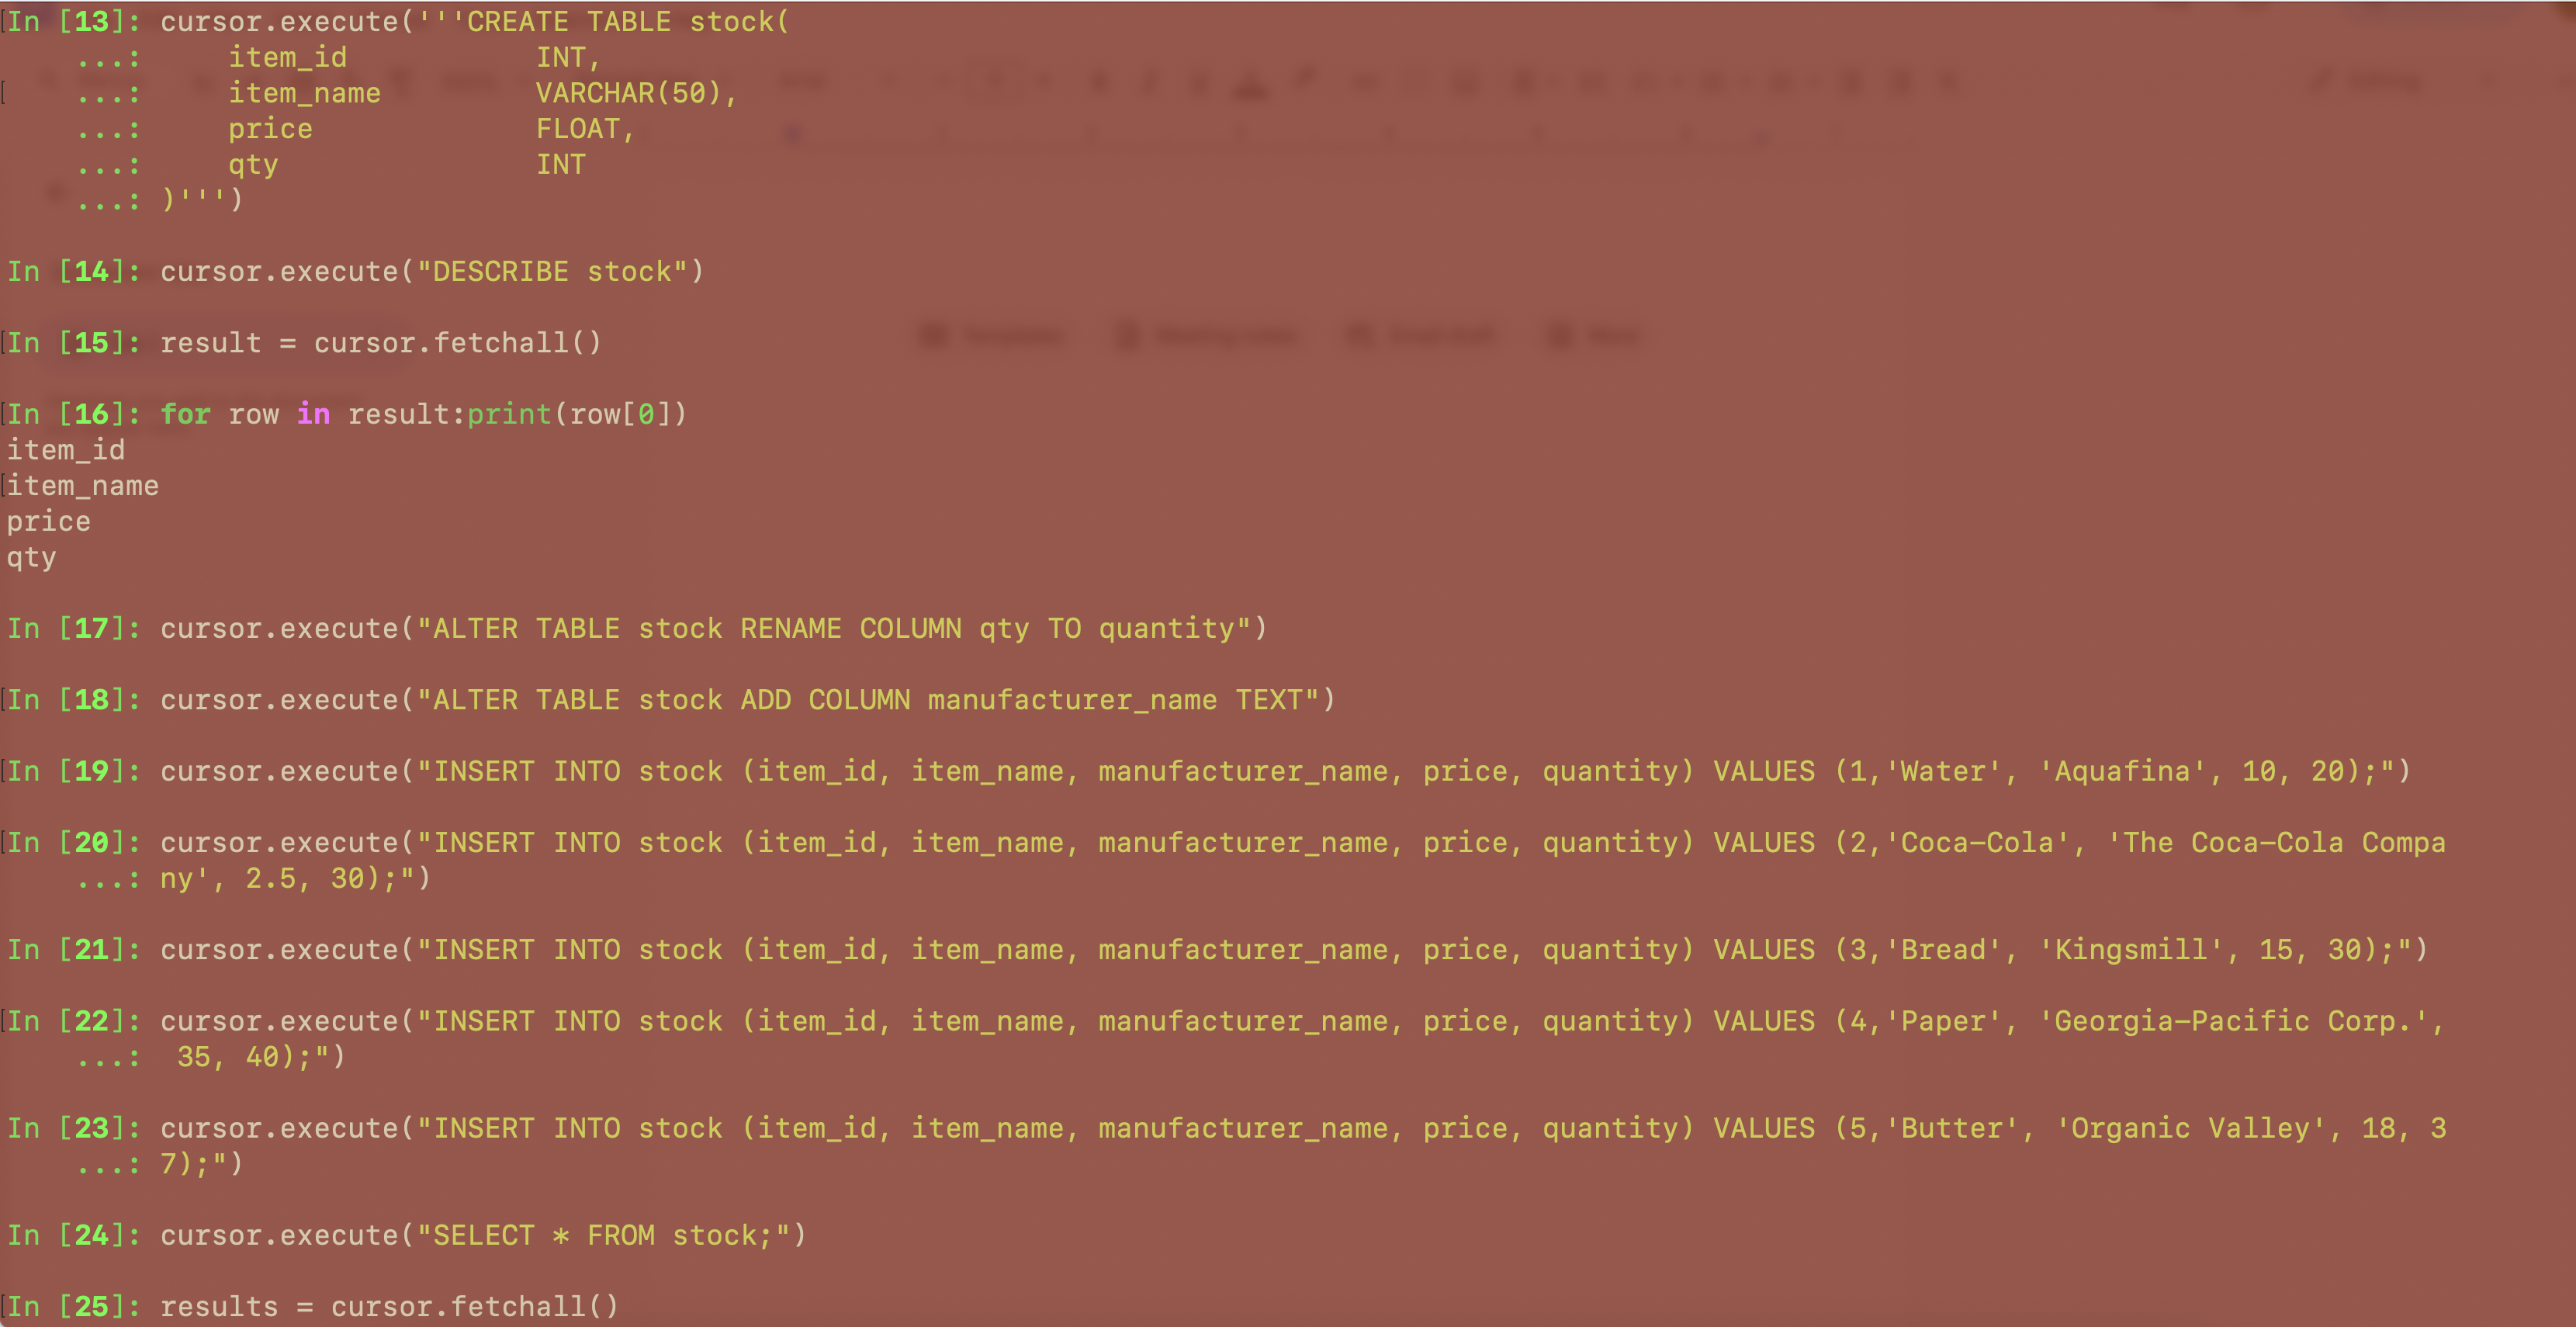 In [13]: cursor.execute('''CREATE TABLE stock(
    ...:     item_id           INT,
    ...:     item_name         VARCHAR(50),
    ...:     price             FLOAT,
    ...:     qty               INT
    ...: )''')
In [14]: cursor.execute("DESCRIBE stock")
In [15]: result = cursor.fetchall()
In [16]: for row in result:print(row[0])
item_id
item_name
price
qty
In [17]: cursor.execute("ALTER TABLE stock RENAME COLUMN qty TO quantity")
In [18]: cursor.execute("ALTER TABLE stock ADD COLUMN manufacturer_name TEXT")
In [19]: cursor.execute("INSERT INTO stock (item_id, item_name, manufacturer_name, price, quantity) VALUES (1,'Water', 'Aquafina', 10, 20);")
In [20]: cursor.execute("INSERT INTO stock (item_id, item_name, manufacturer_name, price, quantity) VALUES (2,'Coca-Cola', 'The Coca-Cola Compa
    ...: ny', 2.5, 30);")
In [21]: cursor.execute("INSERT INTO stock (item_id, item_name, manufacturer_name, price, quantity) VALUES (3,'Bread', 'Kingsmill', 15, 30);")
In [22]: cursor.execute("INSERT INTO stock (item_id, item_name, manufacturer_name, price, quantity) VALUES (4,'Paper', 'Georgia-Pacific Corp.',
    ...:  35, 40);")
In [23]: cursor.execute("INSERT INTO stock (item_id, item_name, manufacturer_name, price, quantity) VALUES (5,'Butter', 'Organic Valley', 18, 3
    ...: 7);")
In [24]: cursor.execute("SELECT * FROM stock;")
In [25]: results = cursor.fetchall()